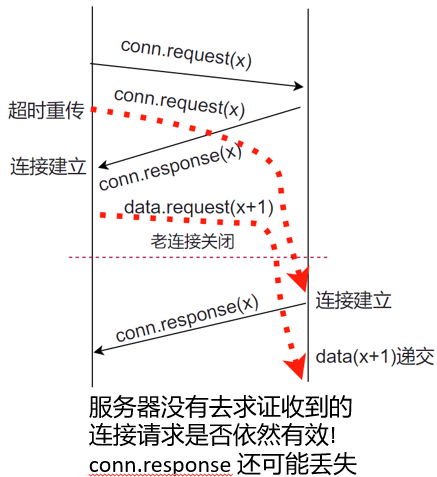 conn.request(x)
超时重传
conn.request(x)
连接建立
conn.response(x)
data.request(x+1)
老连接关闭
连接建立
conn.response(x)
data(x+1)递交
服务器没有去求证收到的
连接请求是否依然有效!
conn.response 还可能丢失